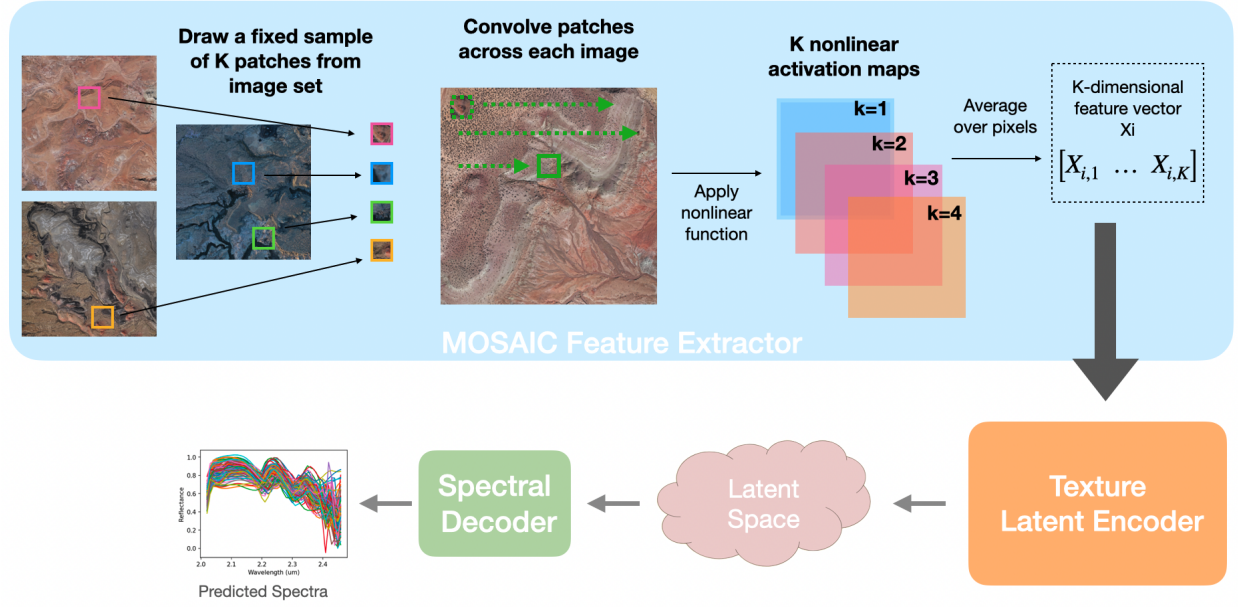 Draw a fixed sample
of K patches from
image set
Convolve patches
across each image
Apply
nonlinear
function
K nonlinear
activation maps
k=1
k=2
k=3
k=4
Average
over pixels
K-dimensional
feature vector
Xi
[X_{i,1} … X_{i,K}]
MOSAIC Feature Extractor
Texture
Latent Encoder
Latent
Space
Spectral
Decoder
Reflectance
1.0
0.8
0.6
0.4
0.2
0.0
2.0 2.1 2.2 2.3 2.4
Wavelength (um)
Predicted Spectra